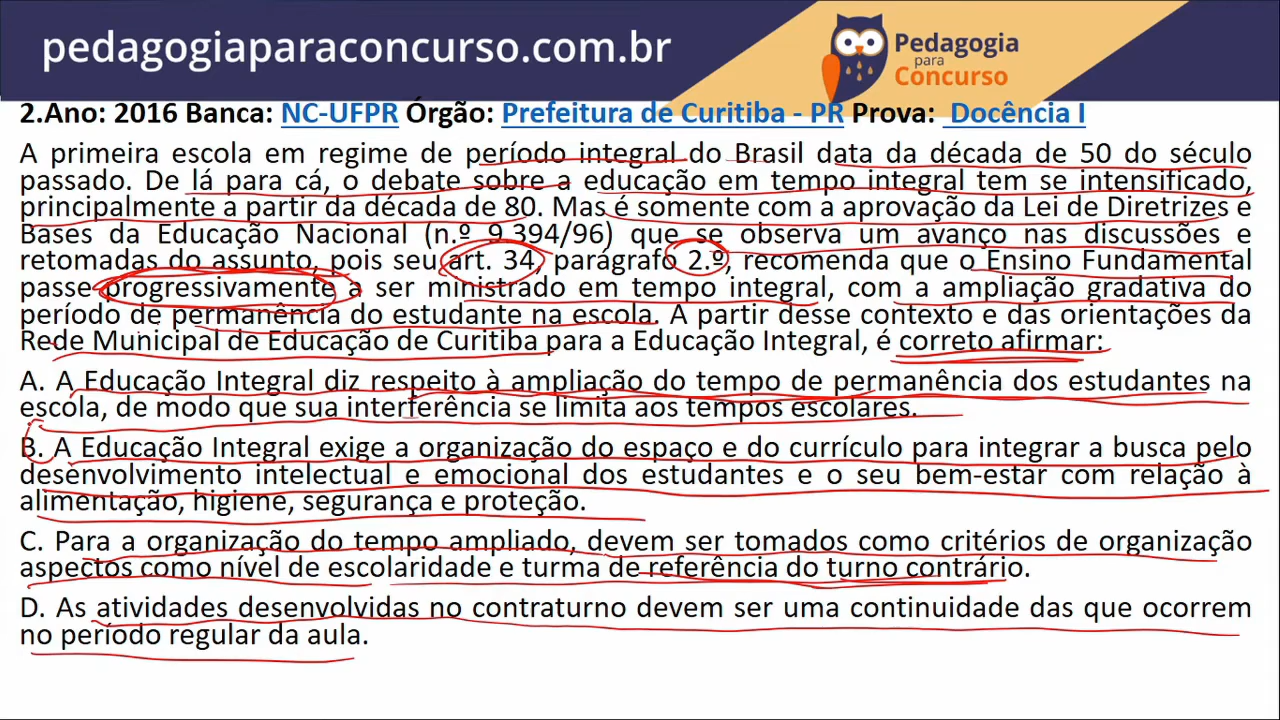 pedagogiaparaconcurso.com.br
Pedagogia
para
Concurso
2.Ano: 2016 Banca: NC-UFPR Órgão: Prefeitura de Curitiba - PR Prova: Docência I
A primeira escola em regime de período integral do Brasil data da década de 50 do século
passado. De lá para cá, o debate sobre a educação em tempo integral tem se intensificado,
principalmente a partir da década de 80. Mas é somente com a aprovação da Lei de Diretrizes e
Bases da Educação Nacional (n.º 9.394/96) que se observa um avanço nas discussões e
retomadas do assunto, pois seu art. 34, parágrafo 2.º, recomenda que o Ensino Fundamental
passe progressivamente a ser ministrado em tempo integral, com a ampliação gradativa do
período de permanência do estudante na escola. A partir desse contexto e das orientações da
Rede Municipal de Educação de Curitiba para a Educação Integral, é correto afirmar:
A. A Educação Integral diz respeito à ampliação do tempo de permanência dos estudantes na
escola, de modo que sua interferência se limita aos tempos escolares.
B. A Educação Integral exige a organização do espaço e do currículo para integrar a busca pelo
desenvolvimento intelectual e emocional dos estudantes e o seu bem-estar com relação à
alimentação, higiene, segurança e proteção.
C. Para a organização do tempo ampliado, devem ser tomados como critérios de organização
aspectos como nível de escolaridade e turma de referência do turno contrário.
D. As atividades desenvolvidas no contraturno devem ser uma continuidade das que ocorrem
no período regular da aula.